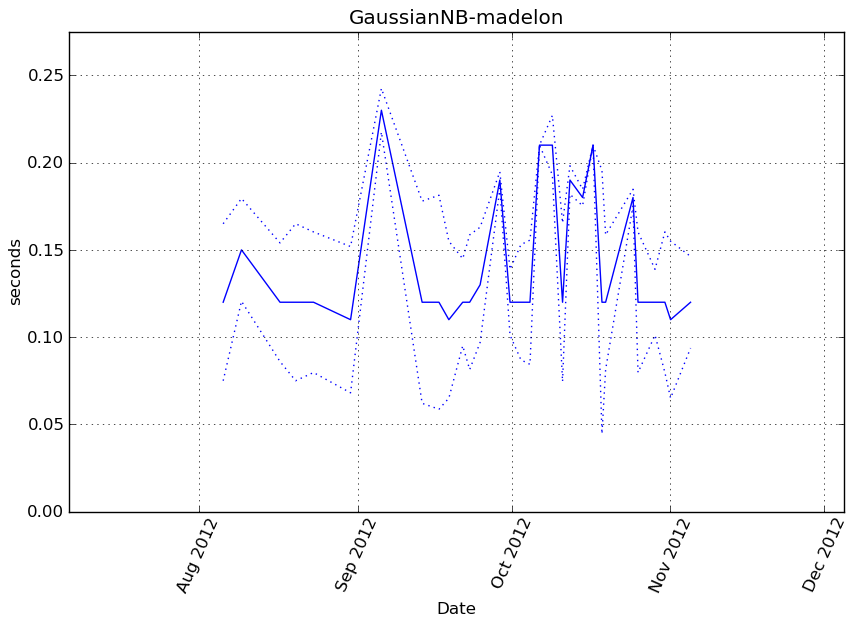 GaussianNB-madelon
0.25
0.20
0.15
0.10
0.05
0.00
seconds
Aug 2012
Sep 2012
Oct 2012
Nov 2012
Dec 2012
Date